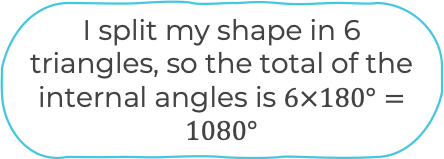 I split my shape in 6
triangles, so the total of the
internal angles is 6×180° =
1080°